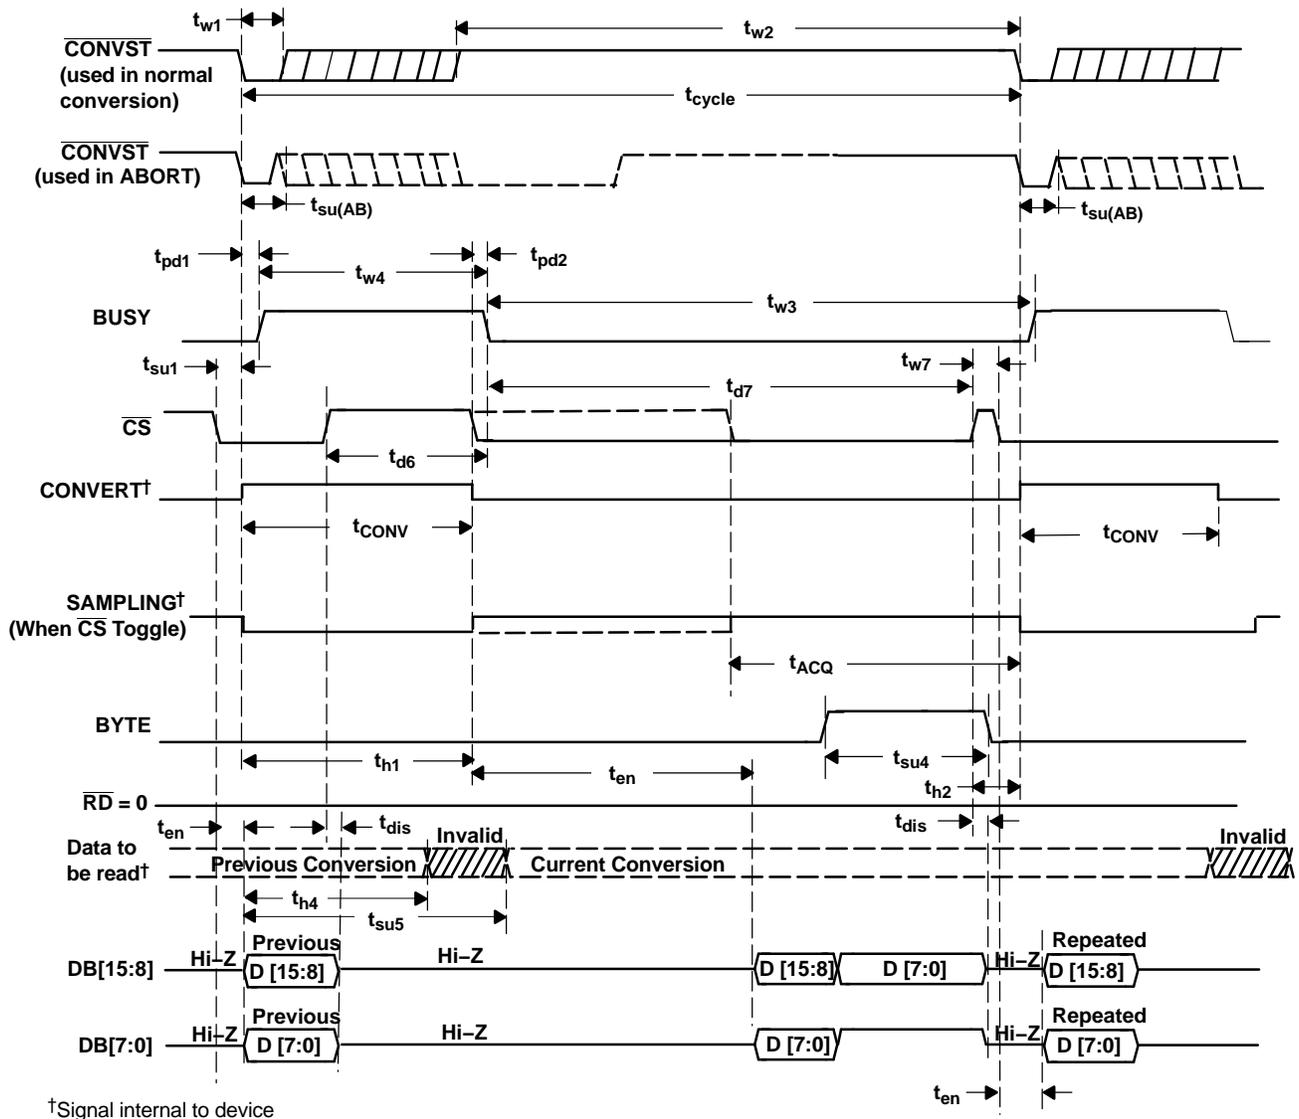 tw1
CONVST
(used in normal
conversion)
tw2
tcycle
CONVST
(used in ABORT)
tsu(AB)
tsu(AB)
tpd1
tpd2
tw4
tw3
BUSY
tsu1
tw7
td7
CS
td6
CONVERT†
tCONV
tCONV
SAMPLING†
(When CS Toggle)
tACQ
BYTE
th1
ten
tsu4
th2
RD = 0
ten
tdis
tdis
Data to
be read†
Previous Conversion
Invalid
Current Conversion
Invalid
th4
tsu5
DB[15:8]
Hi–Z
Previous
D [15:8]
Hi–Z
D [15:8]
D [7:0]
Hi–Z
Repeated
D [15:8]
DB[7:0]
Hi–Z
Previous
D [7:0]
Hi–Z
D [7:0]
Hi–Z
Repeated
D [7:0]
ten
†Signal internal to device